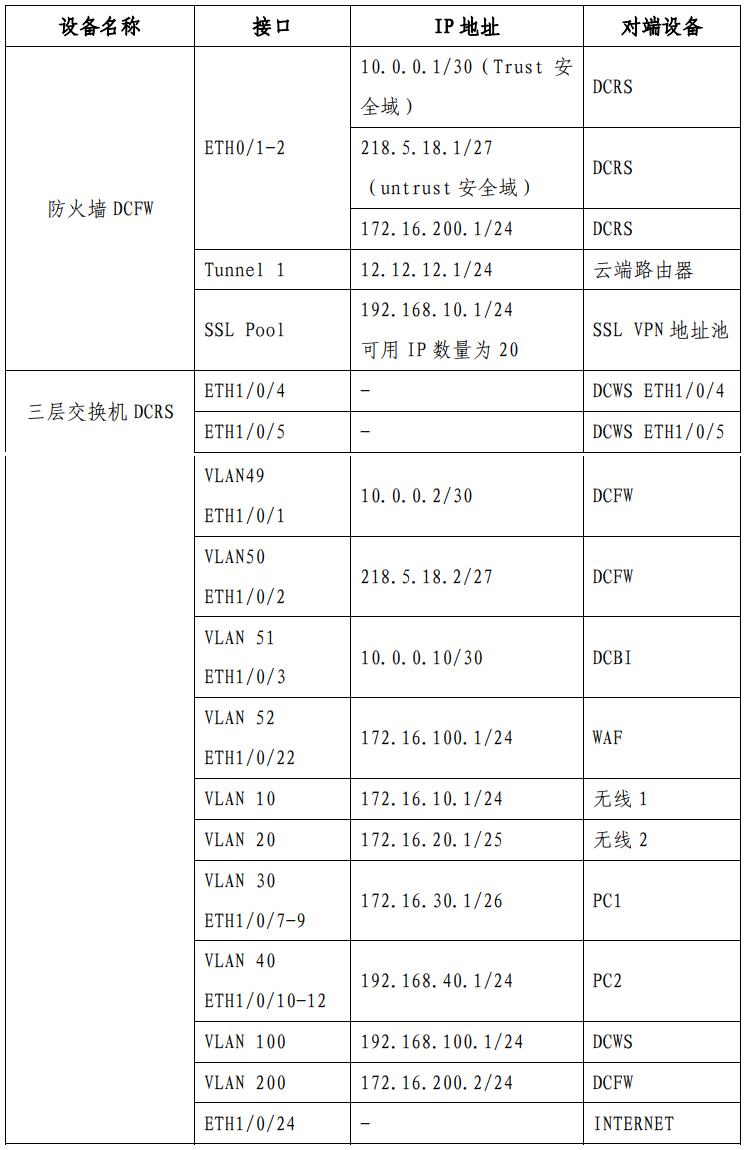 设备名称 接口 IP 地址 对端设备
防火墙 DCFW
ETH0/1-2
10.0.0.1/30（Trust 安
全域）
DCRS
218.5.18.1/27
（untrust 安全域）
DCRS
172.16.200.1/24 DCRS
Tunnel 1 12.12.12.1/24 云端路由器
SSL Pool
192.168.10.1/24
可用 IP 数量为 20
SSL VPN 地址池
三层交换机 DCRS
ETH1/0/4 - DCWS ETH1/0/4
ETH1/0/5 - DCWS ETH1/0/5
VLAN49
ETH1/0/1
10.0.0.2/30 DCFW
VLAN50
ETH1/0/2
218.5.18.2/27 DCFW
VLAN 51
ETH1/0/3
10.0.0.10/30 DCBI
VLAN 52
ETH1/0/22
172.16.100.1/24 WAF
VLAN 10 172.16.10.1/24 无线 1
VLAN 20 172.16.20.1/25 无线 2
VLAN 30
ETH1/0/7-9
172.16.30.1/26 PC1
VLAN 40
ETH1/0/10-12
192.168.40.1/24 PC2
VLAN 100 192.168.100.1/24 DCWS
VLAN 200 172.16.200.2/24 DCFW
ETH1/0/24 - INTERNET